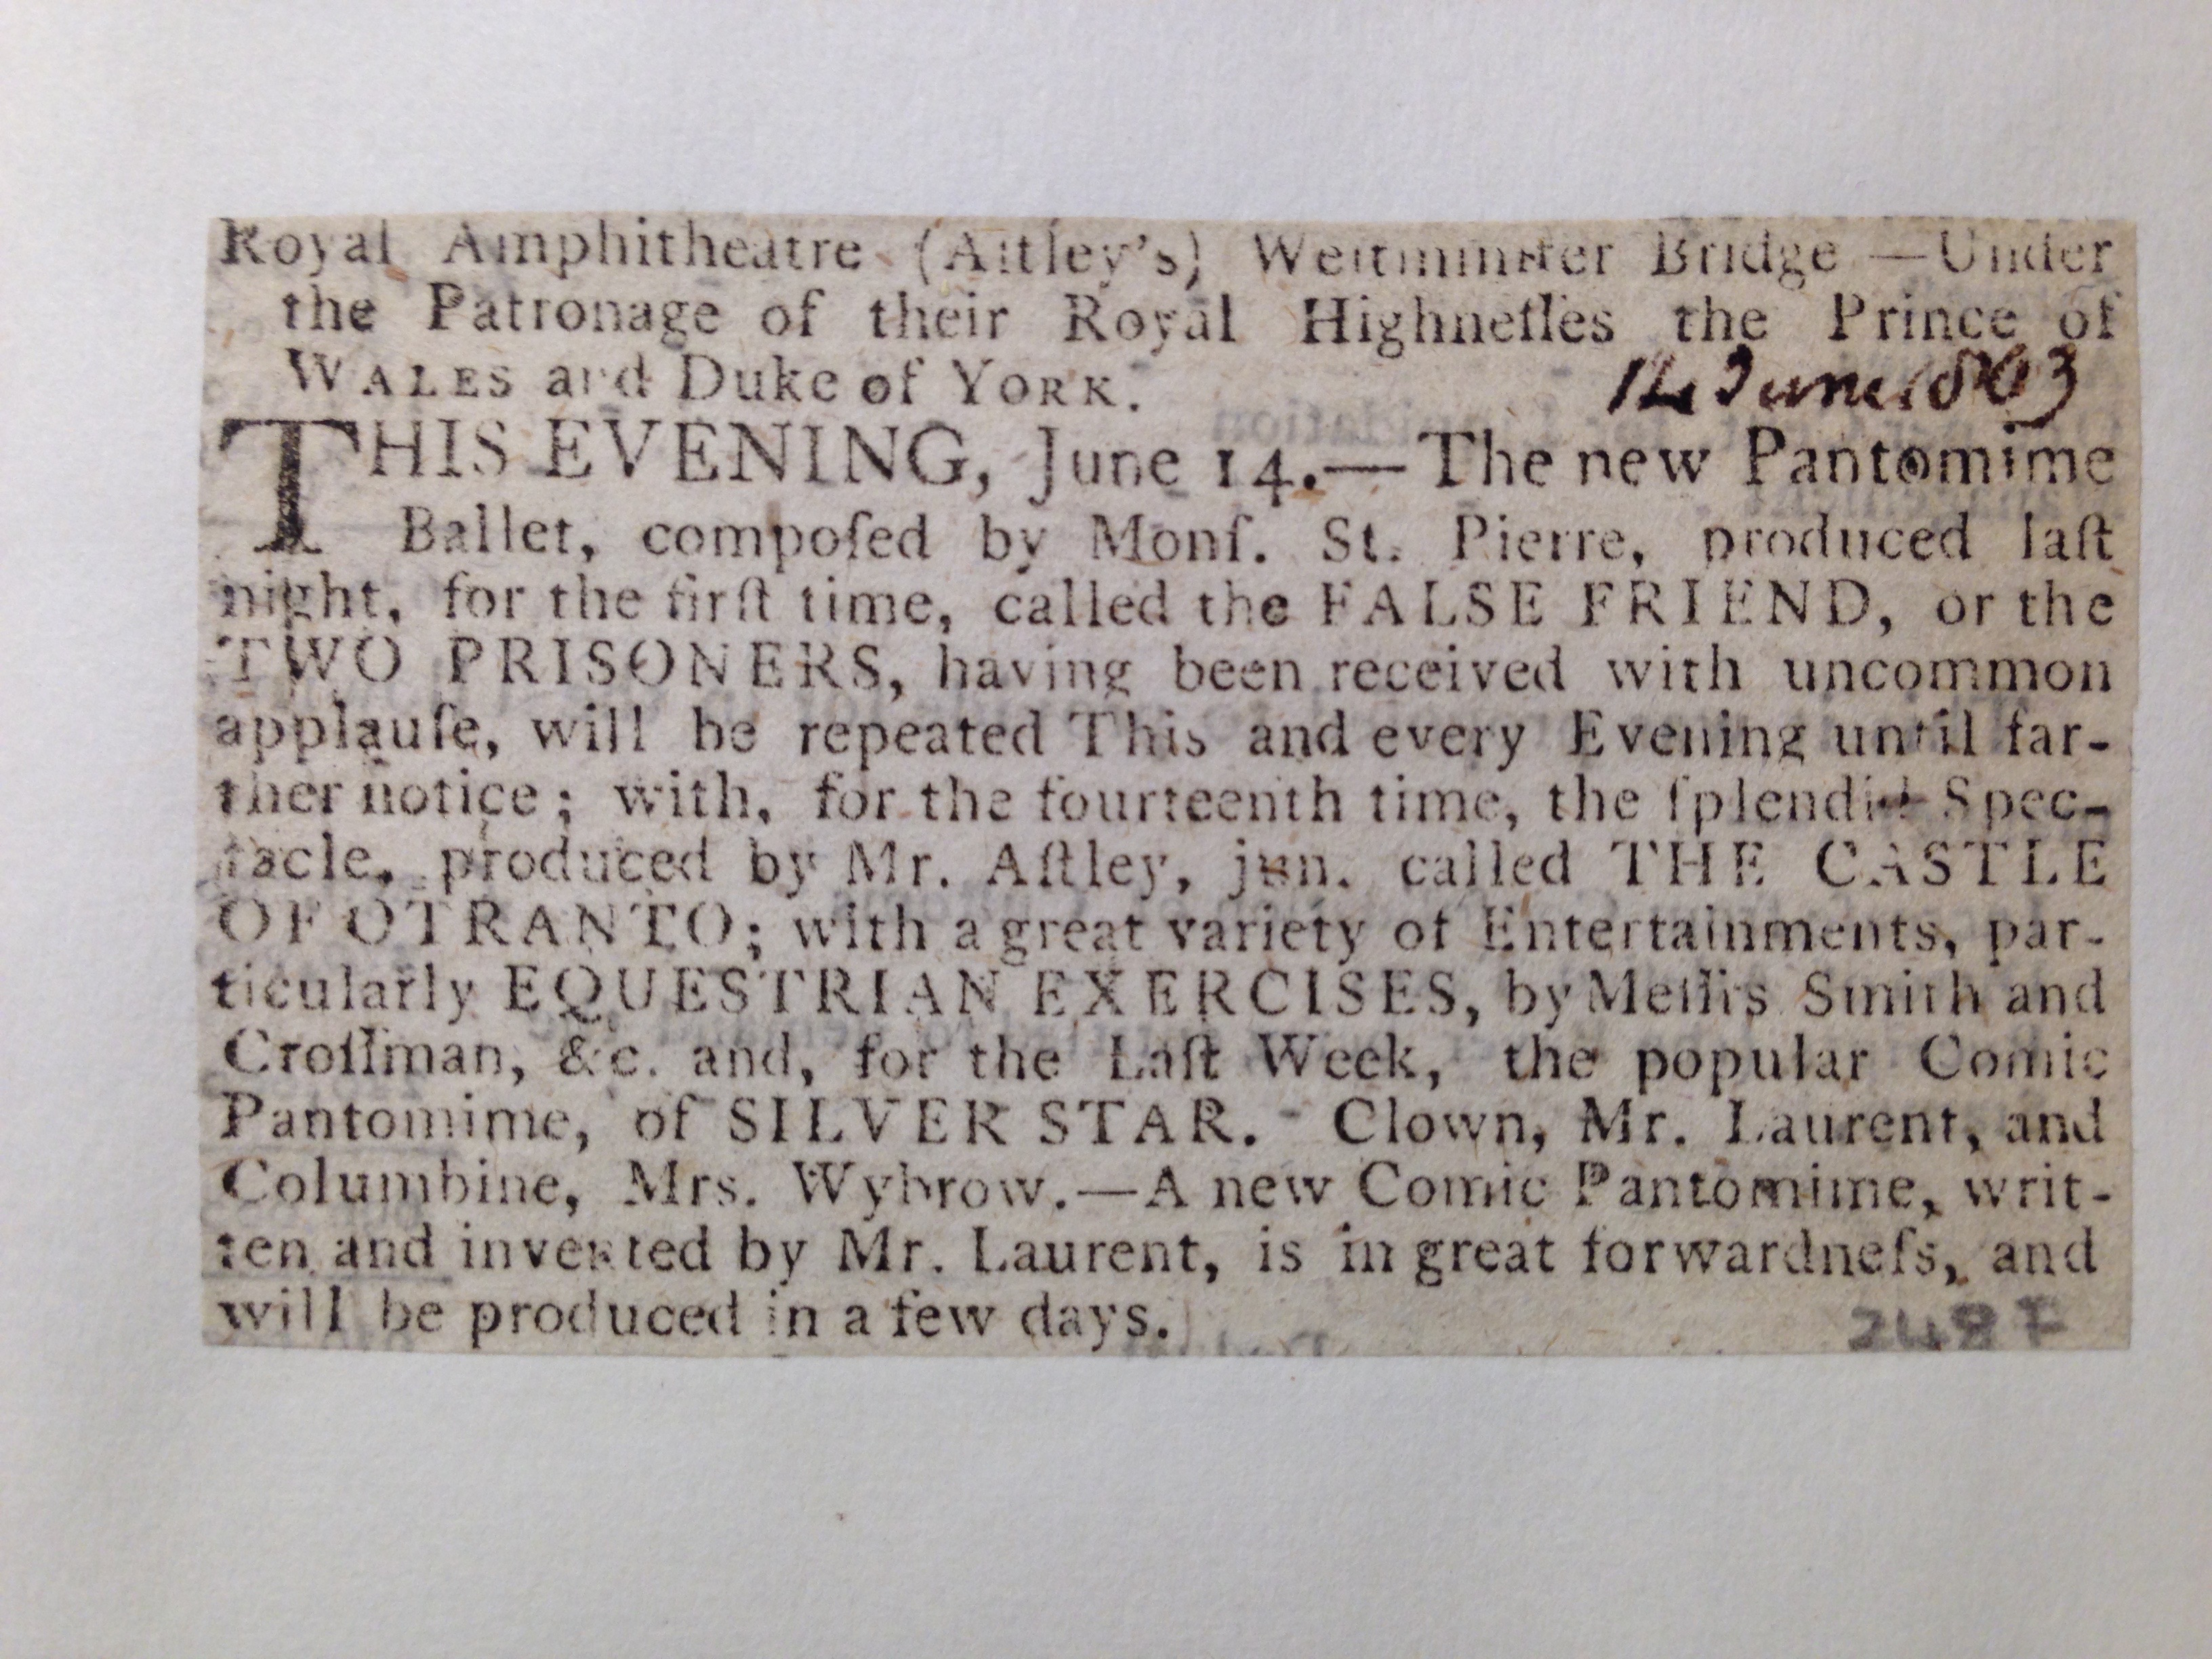 Royal Amphitheatre (Aſtley's) Weſtminſter Bridge —Under
the Patronage of their Royal Highneſſes the Prince of
WALES and Duke of YORK.
14 June 1803
THIS EVENING, June 14.—The new Pantomime
Ballet, compoſed by Monſ. St. Pierre, produced laſt
night, for the firſt time, called the FALSE FRIEND, or the
TWO PRISONERS, having been received with uncommon
applauſe, will be repeated This and every Evening until far-
ther notice; with, for the fourteenth time, the ſplendid Spec-
tacle, produced by Mr. Aſtley, jun. called THE CASTLE
OF OTRANTO; with a great variety of Entertainments, par-
ticularly EQUESTRIAN EXERCISES, by Meſſrs Smith and
Croſſman, &c. and, for the Laſt Week, the popular Comic
Pantomime, of SILVER STAR. Clown, Mr. Laurent, and
Columbine, Mrs. Wybrow.—A new Comic Pantomime, writ-
ten and invented by Mr. Laurent, is in great forwardneſs, and
will be produced in a few days.